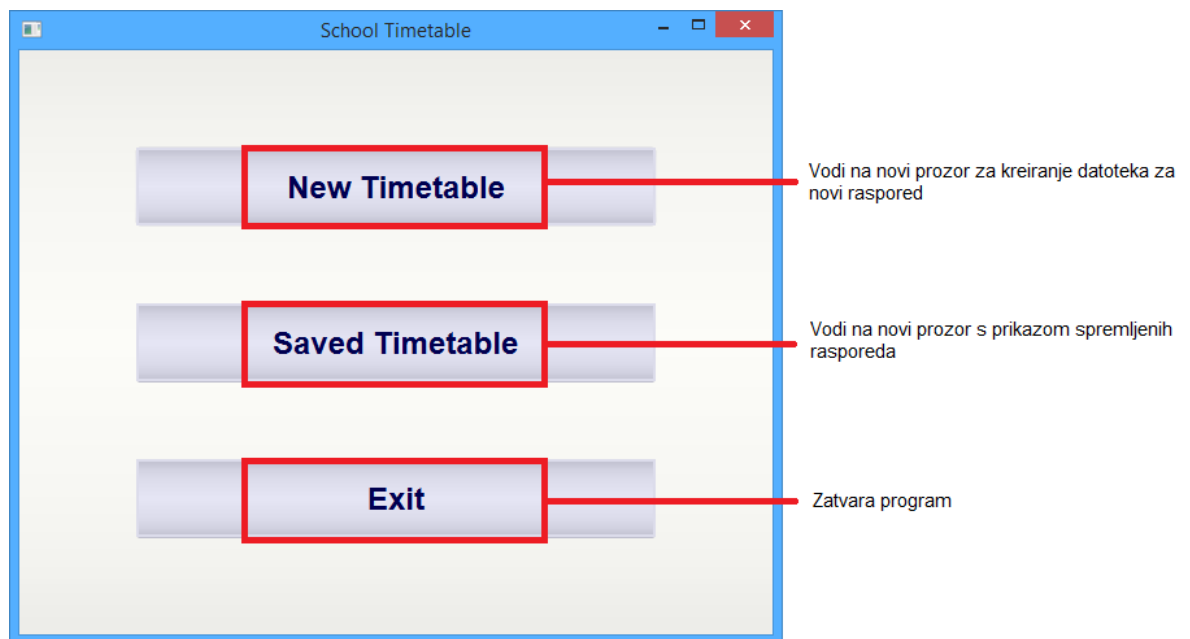 School Timetable
New Timetable
Vodi na novi prozor za kreiranje datoteka za
novi raspored
Saved Timetable
Vodi na novi prozor s prikazom spremljenih
rasporeda
Exit
Zatvara program